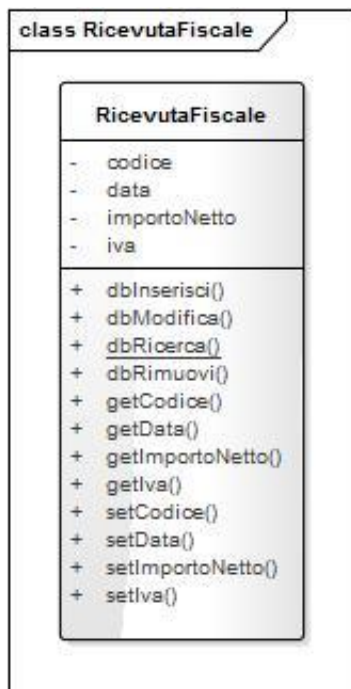 class RicevutaFiscale
RicevutaFiscale
- codice
- data
- importoNetto
- iva
+ dbInserisci()
+ dbModifica()
+ dbRicerca()
+ dbRimuovi()
+ getCodice()
+ getData()
+ getImportoNetto()
+ getIva()
+ setCodice()
+ setData()
+ setImportoNetto()
+ setIva()